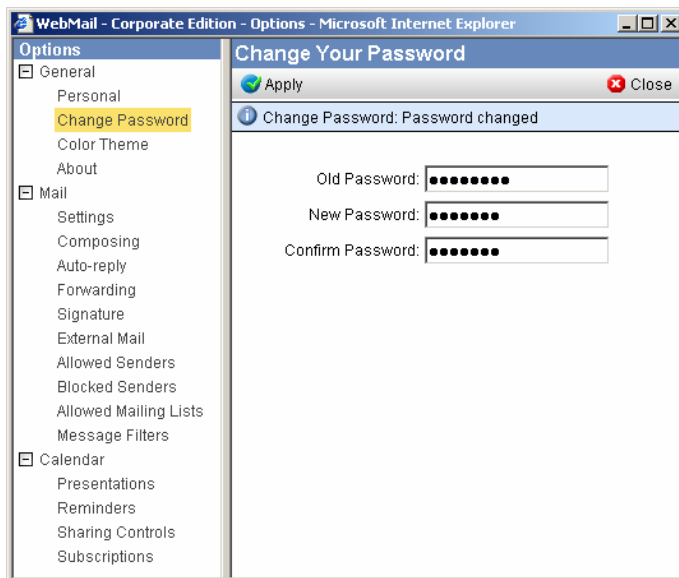 WebMail - Corporate Edition - Options - Microsoft Internet Explorer
Options
General
Personal
Change Password
Color Theme
About
Mail
Settings
Composing
Auto-reply
Forwarding
Signature
External Mail
Allowed Senders
Blocked Senders
Allowed Mailing Lists
Message Filters
Calendar
Presentations
Reminders
Sharing Controls
Subscriptions
Change Your Password
Apply Close
Change Password: Password changed
Old Password: ●●●●●●●●
New Password: ●●●●●●●
Confirm Password: ●●●●●●●